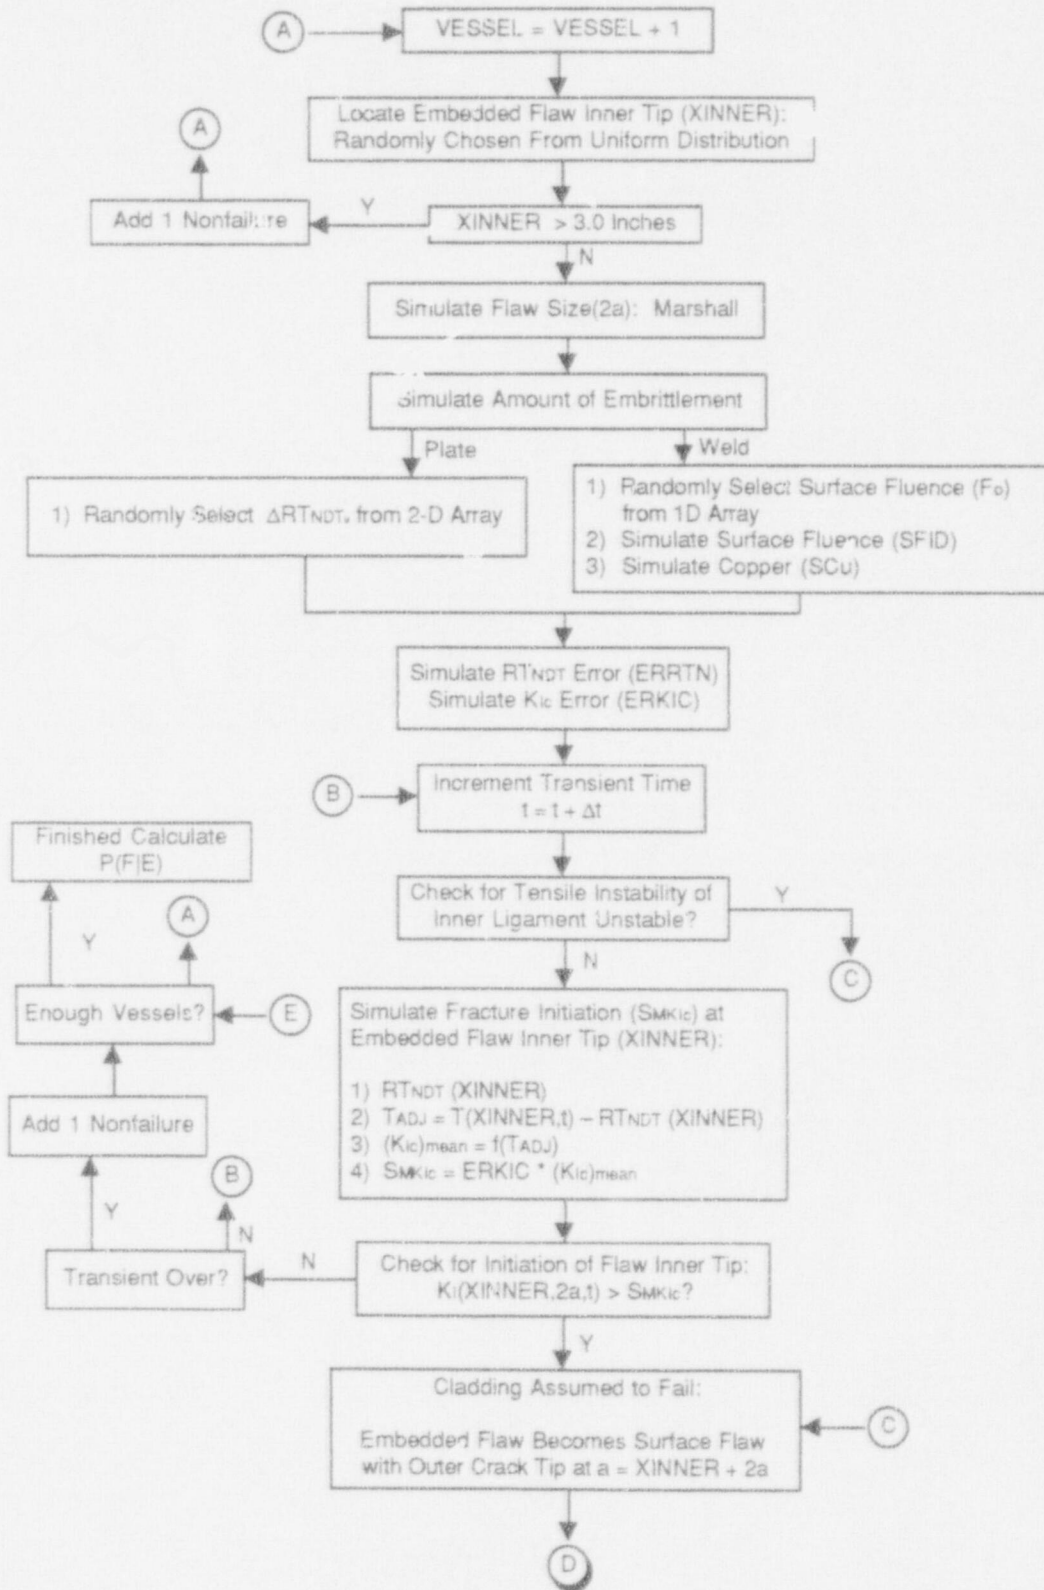 A
VESSEL = VESSEL + 1
Locate Embedded Flaw Inner Tip (XINNER):
Randomly Chosen From Uniform Distribution
A
Add 1 Nonfailure
Y
XINNER > 3.0 Inches
N
Simulate Flaw Size(2a): Marshall
Simulate Amount of Embrittlement
Plate
Weld
1) Randomly Select ΔRTNDT, from 2-D Array
1) Randomly Select Surface Fluence (Fo)
from 1D Array
2) Simulate Surface Fluence (SFID)
3) Simulate Copper (SCu)
Simulate RTNDT Error (ERRTN)
Simulate KIc Error (ERKIC)
B
Increment Transient Time
t = t + Δt
Finished Calculate
P(F|E)
Check for Tensile Instability of
Inner Ligament Unstable?
Y
C
Y
A
N
Enough Vessels?
E
Simulate Fracture Initiation (SMKIc) at
Embedded Flaw Inner Tip (XINNER):
1) RTNDT (XINNER)
2) TADJ = T(XINNER,t) – RTNDT (XINNER)
3) (KIc)mean = f(TADJ)
4) SMKIc = ERKIC * (KIc)mean
Add 1 Nonfailure
B
Y
N
Transient Over?
N
Check for Initiation of Flaw Inner Tip:
KI(XINNER,2a,t) > SMKIc?
Y
Cladding Assumed to Fail:
Embedded Flaw Becomes Surface Flaw
with Outer Crack Tip at a = XINNER + 2a
C
D